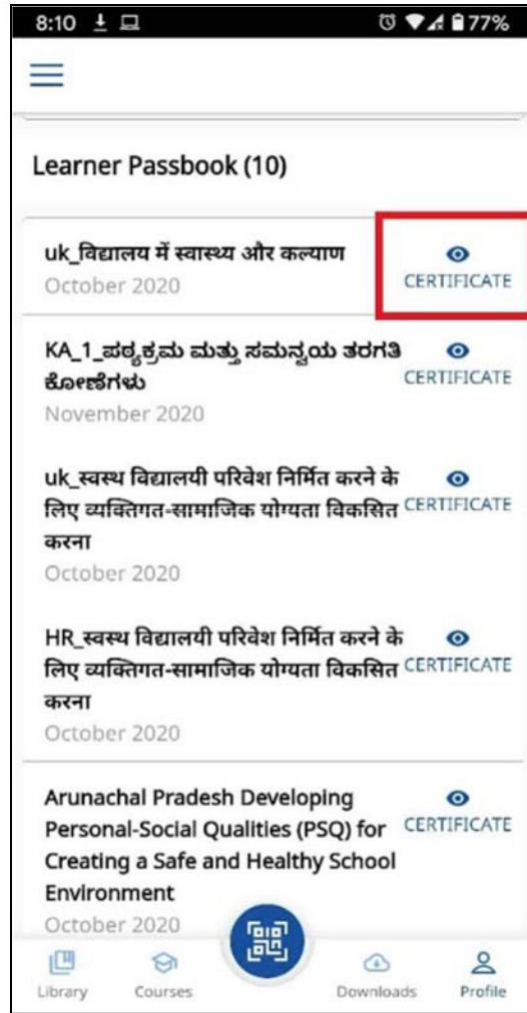 8:10
77%
Learner Passbook (10)
uk_विद्यालय में स्वास्थ्य और कल्याण
October 2020
CERTIFICATE
KA_1_ಪಠ್ಯಕ್ರಮ ಮತ್ತು ಸಮನ್ವಯ ತರಗತಿ
ಕೋಣೆಗಳು
November 2020
CERTIFICATE
uk_स्वस्थ विद्यालयी परिवेश निर्मित करने के
लिए व्यक्तिगत-सामाजिक योग्यता विकसित
करना
October 2020
CERTIFICATE
HR_स्वस्थ विद्यालयी परिवेश निर्मित करने के
लिए व्यक्तिगत-सामाजिक योग्यता विकसित
करना
October 2020
CERTIFICATE
Arunachal Pradesh Developing
Personal-Social Qualities (PSQ) for
Creating a Safe and Healthy School
Environment
October 2020
CERTIFICATE
Library Courses Downloads Profile